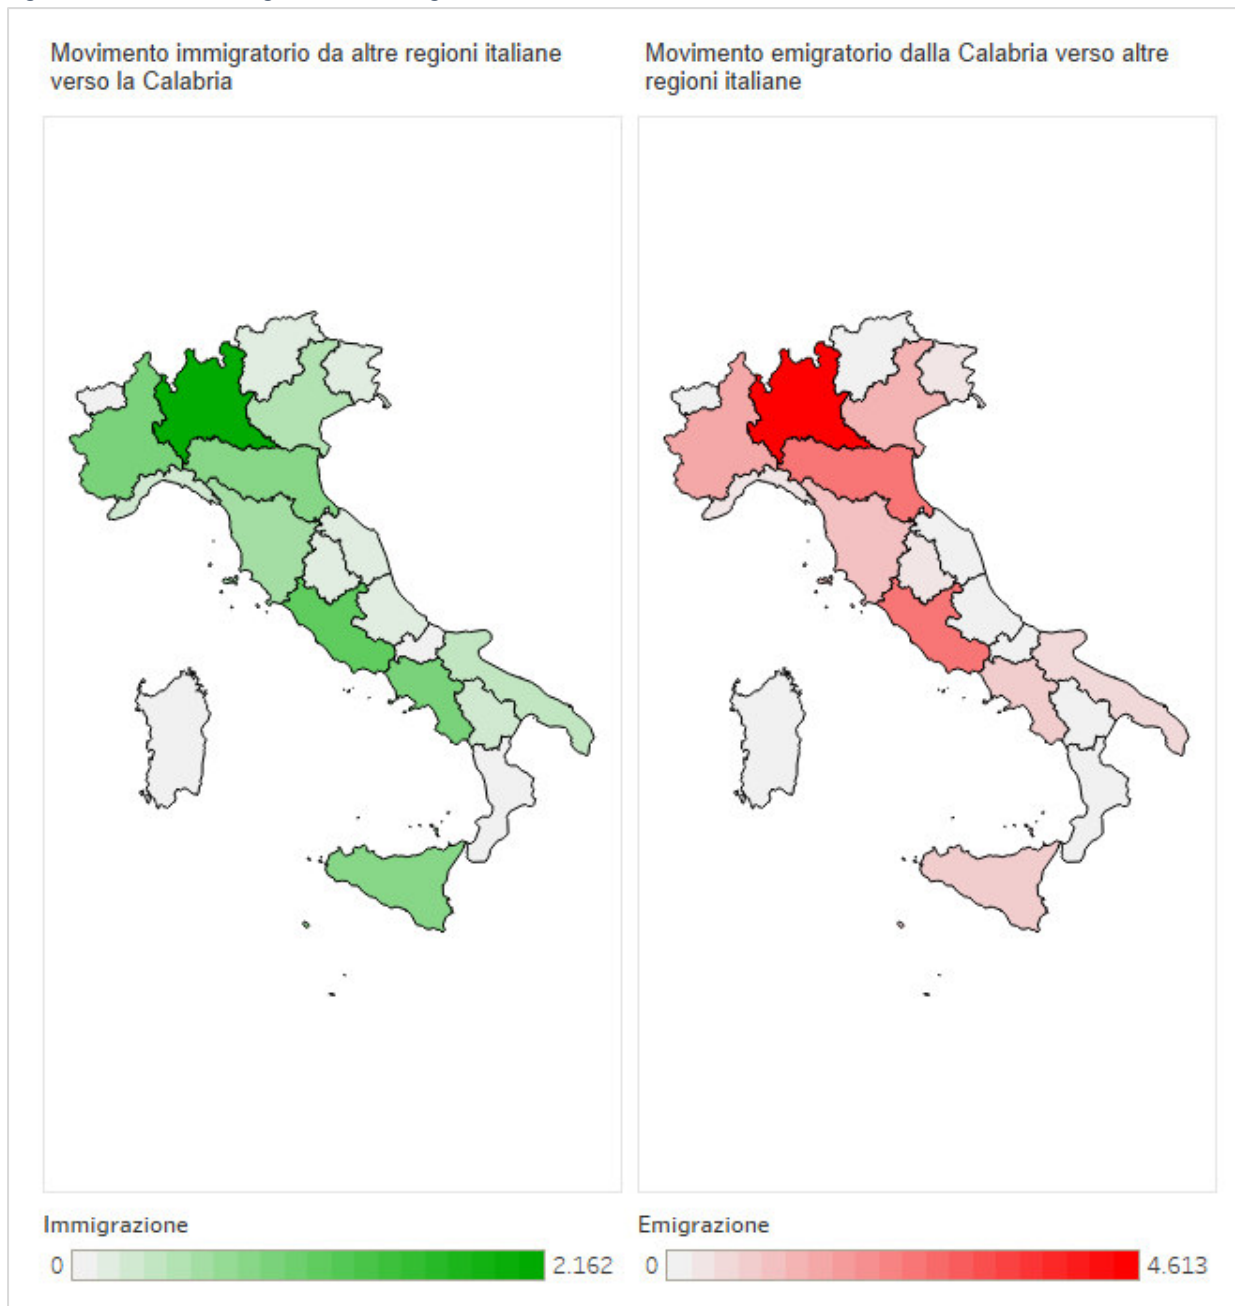 Movimento immigratorio da altre regioni italiane
verso la Calabria
Movimento emigratorio dalla Calabria verso altre
regioni italiane
Immigrazione
0 2.162
Emigrazione
0 4.613